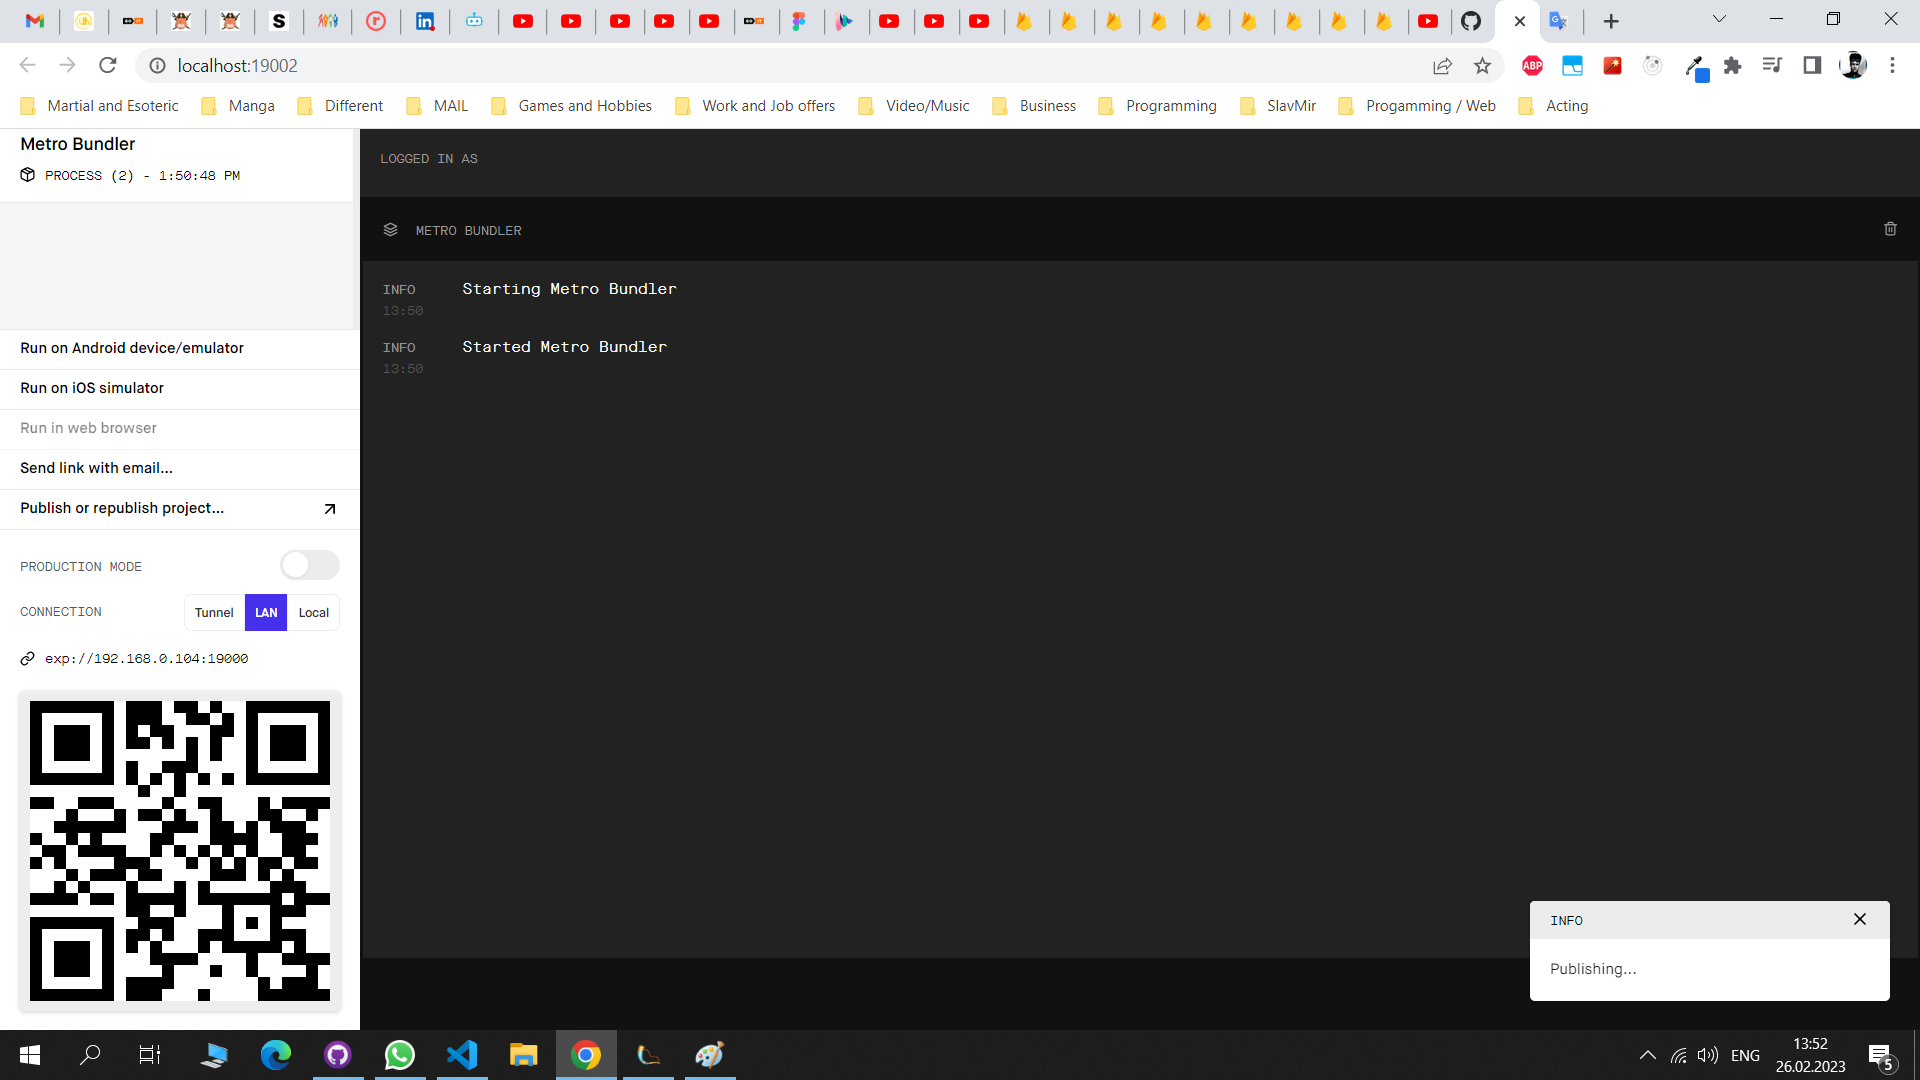 localhost:19002
ABP
Martial and Esoteric
Manga
Different
MAIL
Games and Hobbies
Work and Job offers
Video/Music
Business
Programming
SlavMir
Progamming / Web
Acting
Metro Bundler
PROCESS (2) - 1:50:48 PM
LOGGED IN AS
METRO BUNDLER
INFO
Starting Metro Bundler
13:50
INFO
Started Metro Bundler
13:50
Run on Android device/emulator
Run on iOS simulator
Run in web browser
Send link with email...
Publish or republish project...
PRODUCTION MODE
CONNECTION
Tunnel
LAN
Local
exp://192.168.0.104:19000
INFO
Publishing...
ENG
13:52
26.02.2023
5